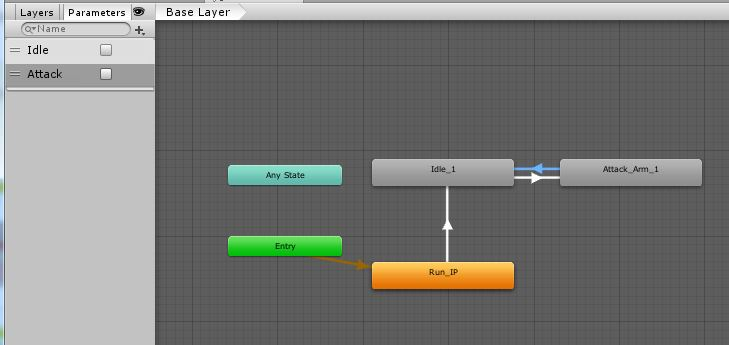 Layers Parameters
Base Layer
Name
Idle
Attack
Idle_1
Attack_Arm_1
Any State
Entry
Run_IP